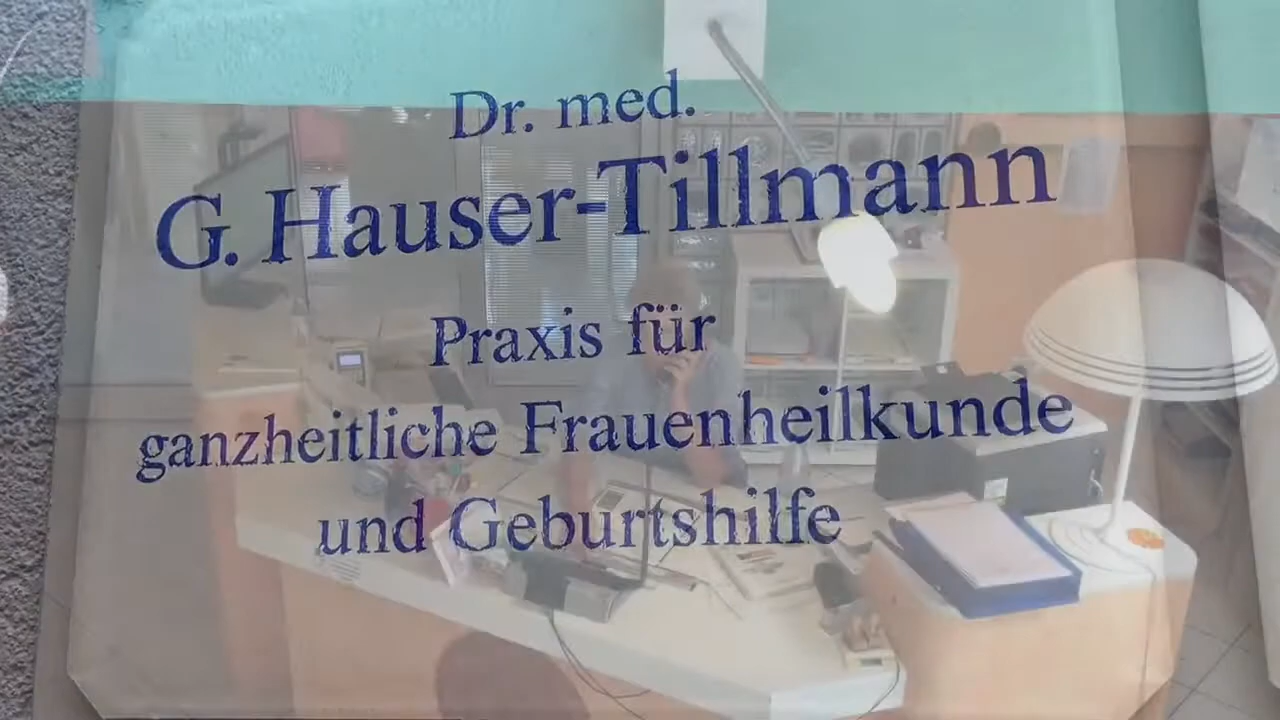 Dr. med.
G. Hauser-Tillmann
Praxis für
ganzheitliche Frauenheilkunde
und Geburtshilfe